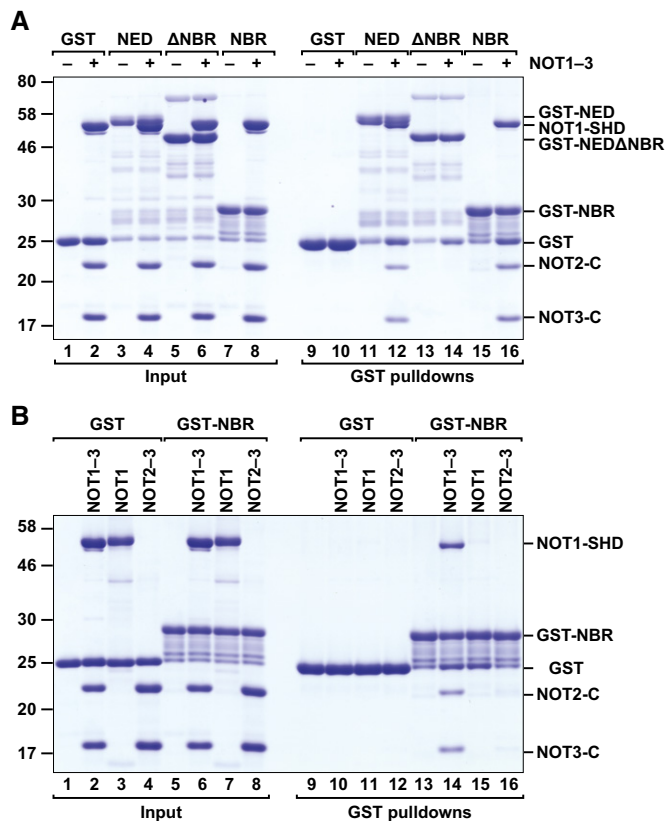 A
GST NED ΔNBR NBR GST NED ΔNBR NBR
– + – + – + – + – + – + – + – + NOT1–3
80
58
46
30
25
20
17
GST-NED
NOT1-SHD
GST-NEDΔNBR
GST-NBR
GST
NOT2-C
NOT3-C
1 2 3 4 5 6 7 8 9 10 11 12 13 14 15 16
Input GST pulldowns
B
GST GST-NBR GST GST-NBR
NOT1–3 NOT1 NOT2–3 NOT1–3 NOT1 NOT2–3 NOT1–3 NOT1 NOT2–3 NOT1–3 NOT1 NOT2–3
58
46
30
25
20
17
NOT1-SHD
GST-NBR
GST
NOT2-C
NOT3-C
1 2 3 4 5 6 7 8 9 10 11 12 13 14 15 16
Input GST pulldowns